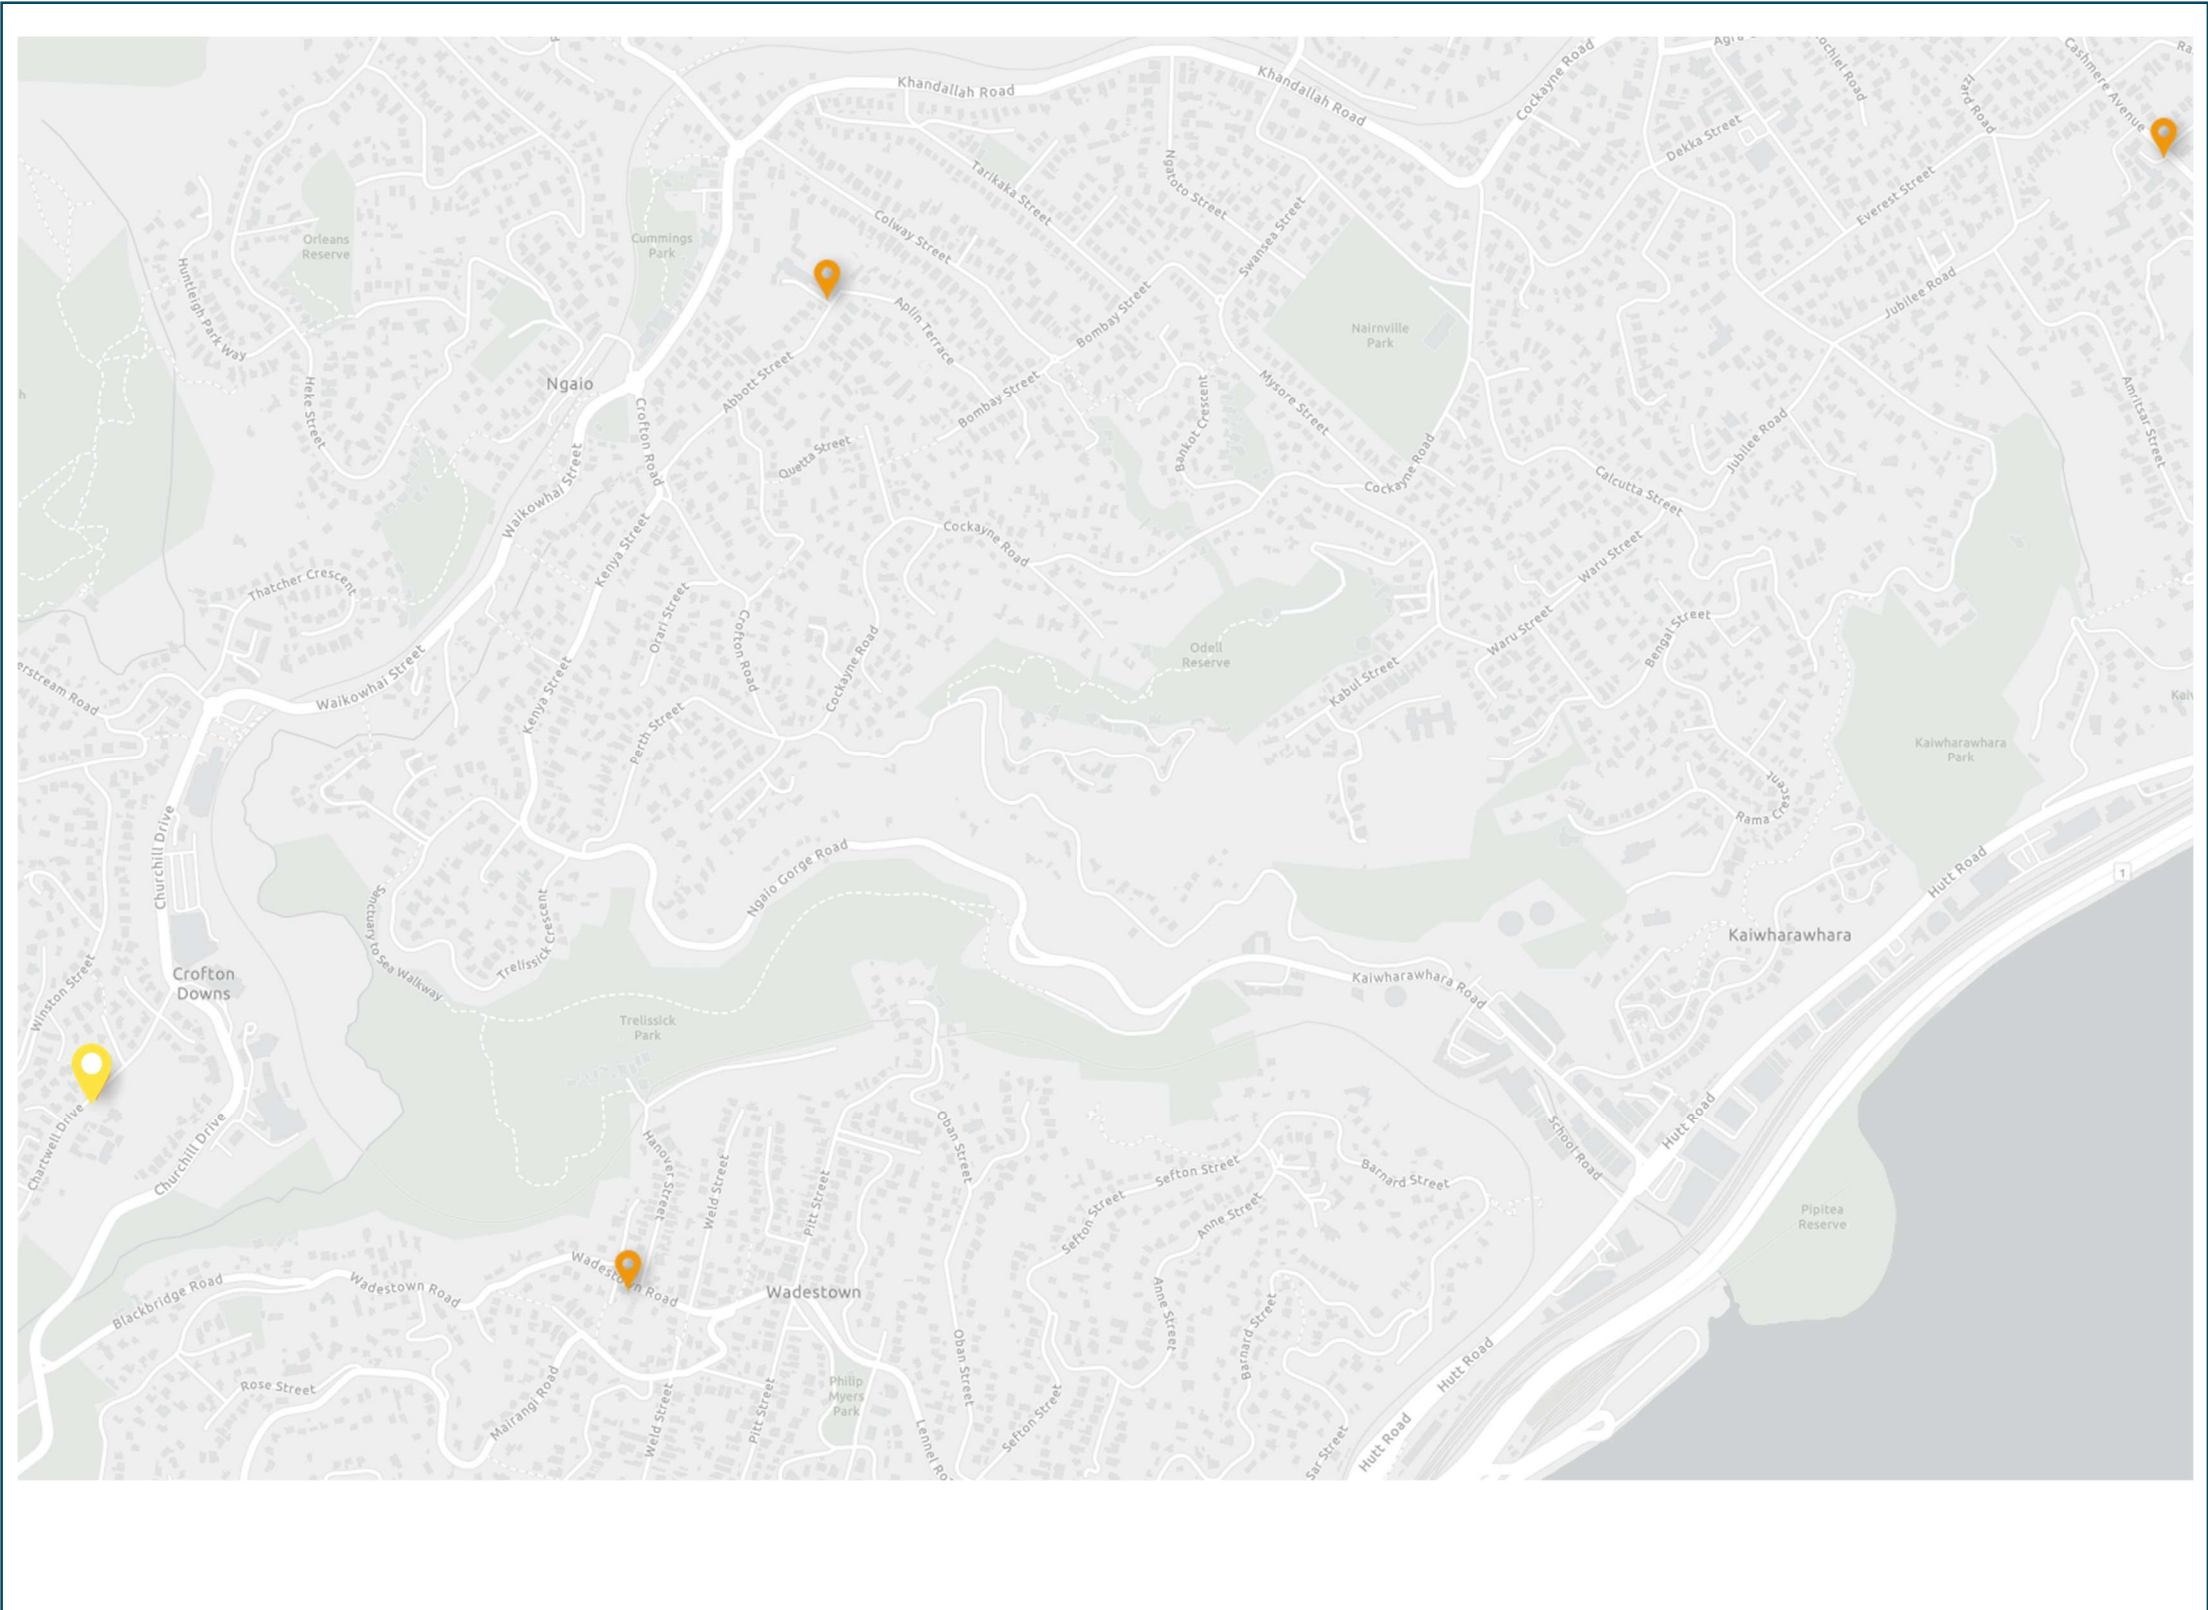 Khandallah Road
Khandallah Road
Cockayne Road
Cashmere Avenue
Dekka Street
Everest Street
Tarikaka Street
Ngatoto Street
Swansea Street
Colway Street
Orleans
Reserve
Cummings
Park
Huntleigh Park Way
Aplin Terrace
Bombay Street
Jubilee Road
Nairnville
Park
Ngaio
Heke Street
Abbott Street
Bombay Street
Bankot Crescent
Mysore Street
Amritsar Street
Crofton Road
Quetta Street
Cockayne Road
Jubilee Road
Calcutta Street
Waikowhai Street
Kenya Street
Cockayne Road
Waru Street
Thatcher Crescent
Orari Street
Crofton Road
Cockayne Road
Odell
Reserve
Waru Street
Bengal Street
Kabul Street
erstream Road
Waikowhai Street
Kenya Street
Perth Street
Kaiwharawhara
Park
Rama Crescent
Churchill Drive
Ngaio Gorge Road
Hutt Road
1
Sanctuary to Sea Walkway
Trelissick Crescent
Kaiwharawhara
Winston Street
Crofton
Downs
Kaiwharawhara Road
Trelissick
Park
Chartwell Drive
Churchill Drive
Hanover Street
Weld Street
Pitt Street
Oban Street
Sefton Street
Sefton Street
Anne Street
Barnard Street
School Road
Hutt Road
Pipitea
Reserve
Blackbridge Road
Wadestown Road
Wadestown Road
Wadestown
Anne Street
Barnard Street
Oban Street
Hutt Road
Rose Street
Mairangi Road
Weld Street
Pitt Street
Philip
Myers
Park
Sefton Street
Hutt Road